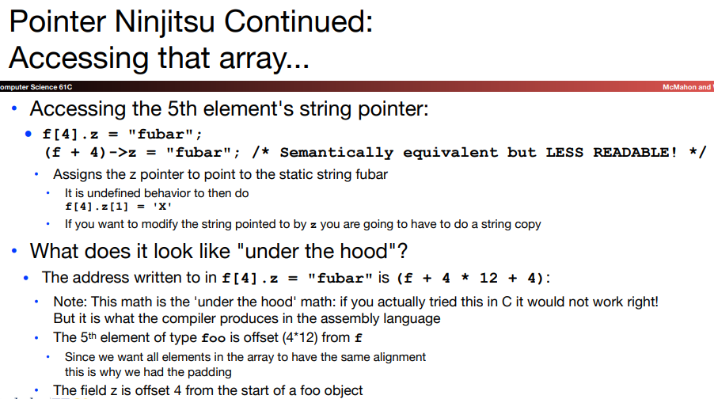 Pointer Ninjitsu Continued:
Accessing that array...
omputer Science 61C
McMahon and
• Accessing the 5th element's string pointer:
• f[4].z = "fubar";
(f + 4)->z = "fubar"; /* Semantically equivalent but LESS READABLE! */
• Assigns the z pointer to point to the static string fubar
• It is undefined behavior to then do
f[4].z[1] = 'X'
• If you want to modify the string pointed to by z you are going to have to do a string copy
• What does it look like "under the hood"?
• The address written to in f[4].z = "fubar" is (f + 4 * 12 + 4):
• Note: This math is the 'under the hood' math: if you actually tried this in C it would not work right!
But it is what the compiler produces in the assembly language
• The 5th element of type foo is offset (4*12) from f
• Since we want all elements in the array to have the same alignment
this is why we had the padding
• The field z is offset 4 from the start of a foo object